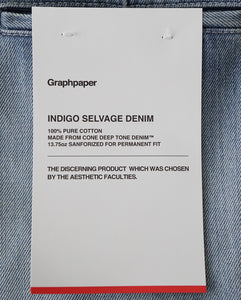 Graphpaper
INDIGO SELVAGE DENIM
100% PURE COTTON
MADE FROM CONE DEEP TONE DENIM™
13.75oz SANFORIZED FOR PERMANENT FIT
THE DISCERNING PRODUCT WHICH WAS CHOSEN
BY THE AESTHETIC FACULTIES.